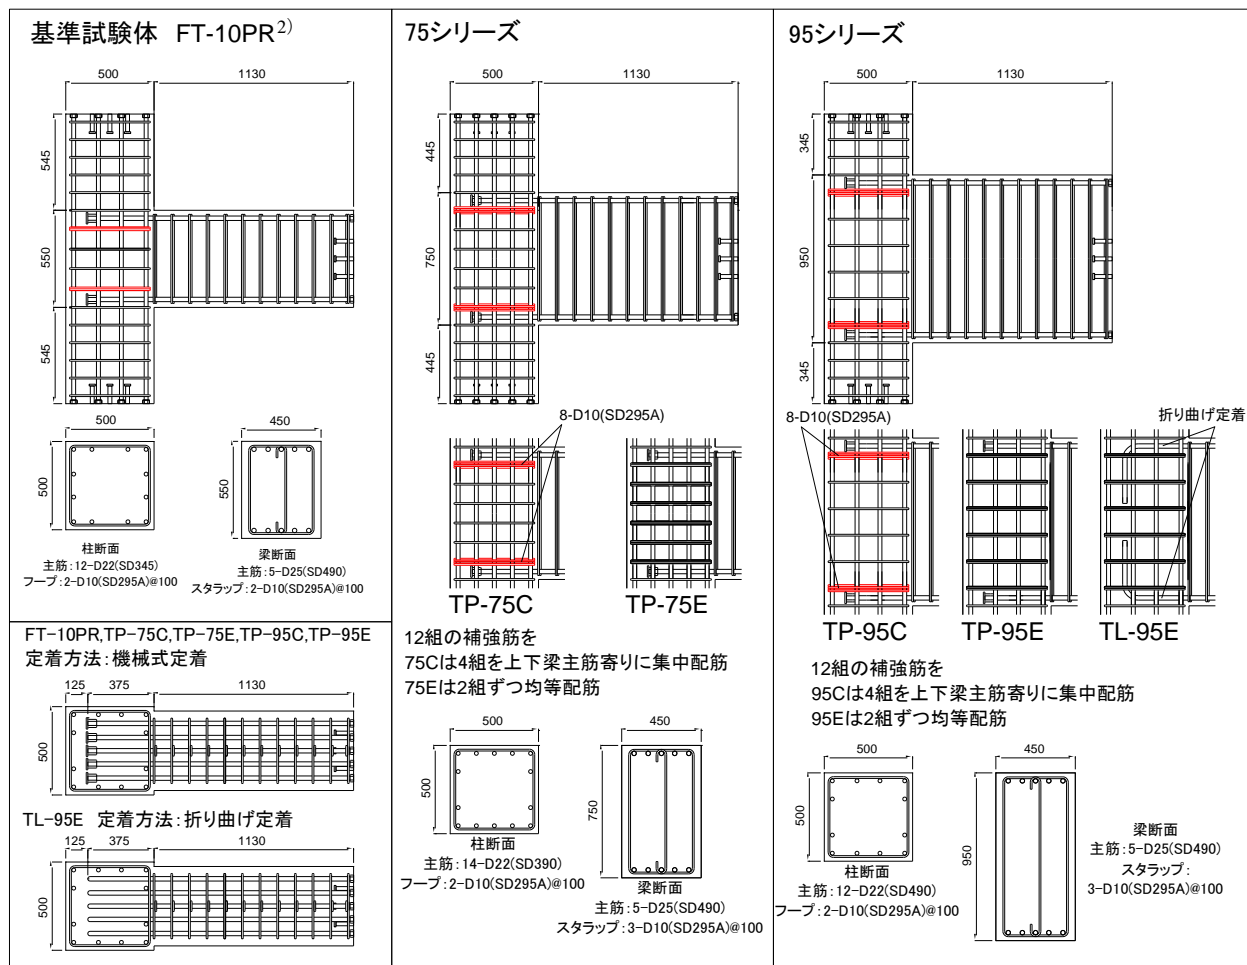 基準試験体 FT-10PR2)
500
1130
545
550
545
500
500
柱断面
主筋:12-D22(SD345)
フープ:2-D10(SD295A)@100
450
550
梁断面
主筋:5-D25(SD490)
スタラップ:2-D10(SD295A)@100
FT-10PR,TP-75C,TP-75E,TP-95C,TP-95E
定着方法:機械式定着
125
375
1130
500
TL-95E 定着方法:折り曲げ定着
125
375
1130
500
75シリーズ
500
1130
445
750
445
8-D10(SD295A)
TP-75C
TP-75E
12組の補強筋を
75Cは4組を上下梁主筋寄りに集中配筋
75Eは2組ずつ均等配筋
500
500
柱断面
主筋:14-D22(SD390)
フープ:2-D10(SD295A)@100
450
750
梁断面
主筋:5-D25(SD490)
スタラップ:3-D10(SD295A)@100
95シリーズ
500
1130
345
950
345
8-D10(SD295A)
折り曲げ定着
TP-95C
TP-95E
TL-95E
12組の補強筋を
95Cは4組を上下梁主筋寄りに集中配筋
95Eは2組ずつ均等配筋
500
500
柱断面
主筋:12-D22(SD490)
フープ:2-D10(SD295A)@100
450
950
梁断面
主筋:5-D25(SD490)
スタラップ:
3-D10(SD295A)@100